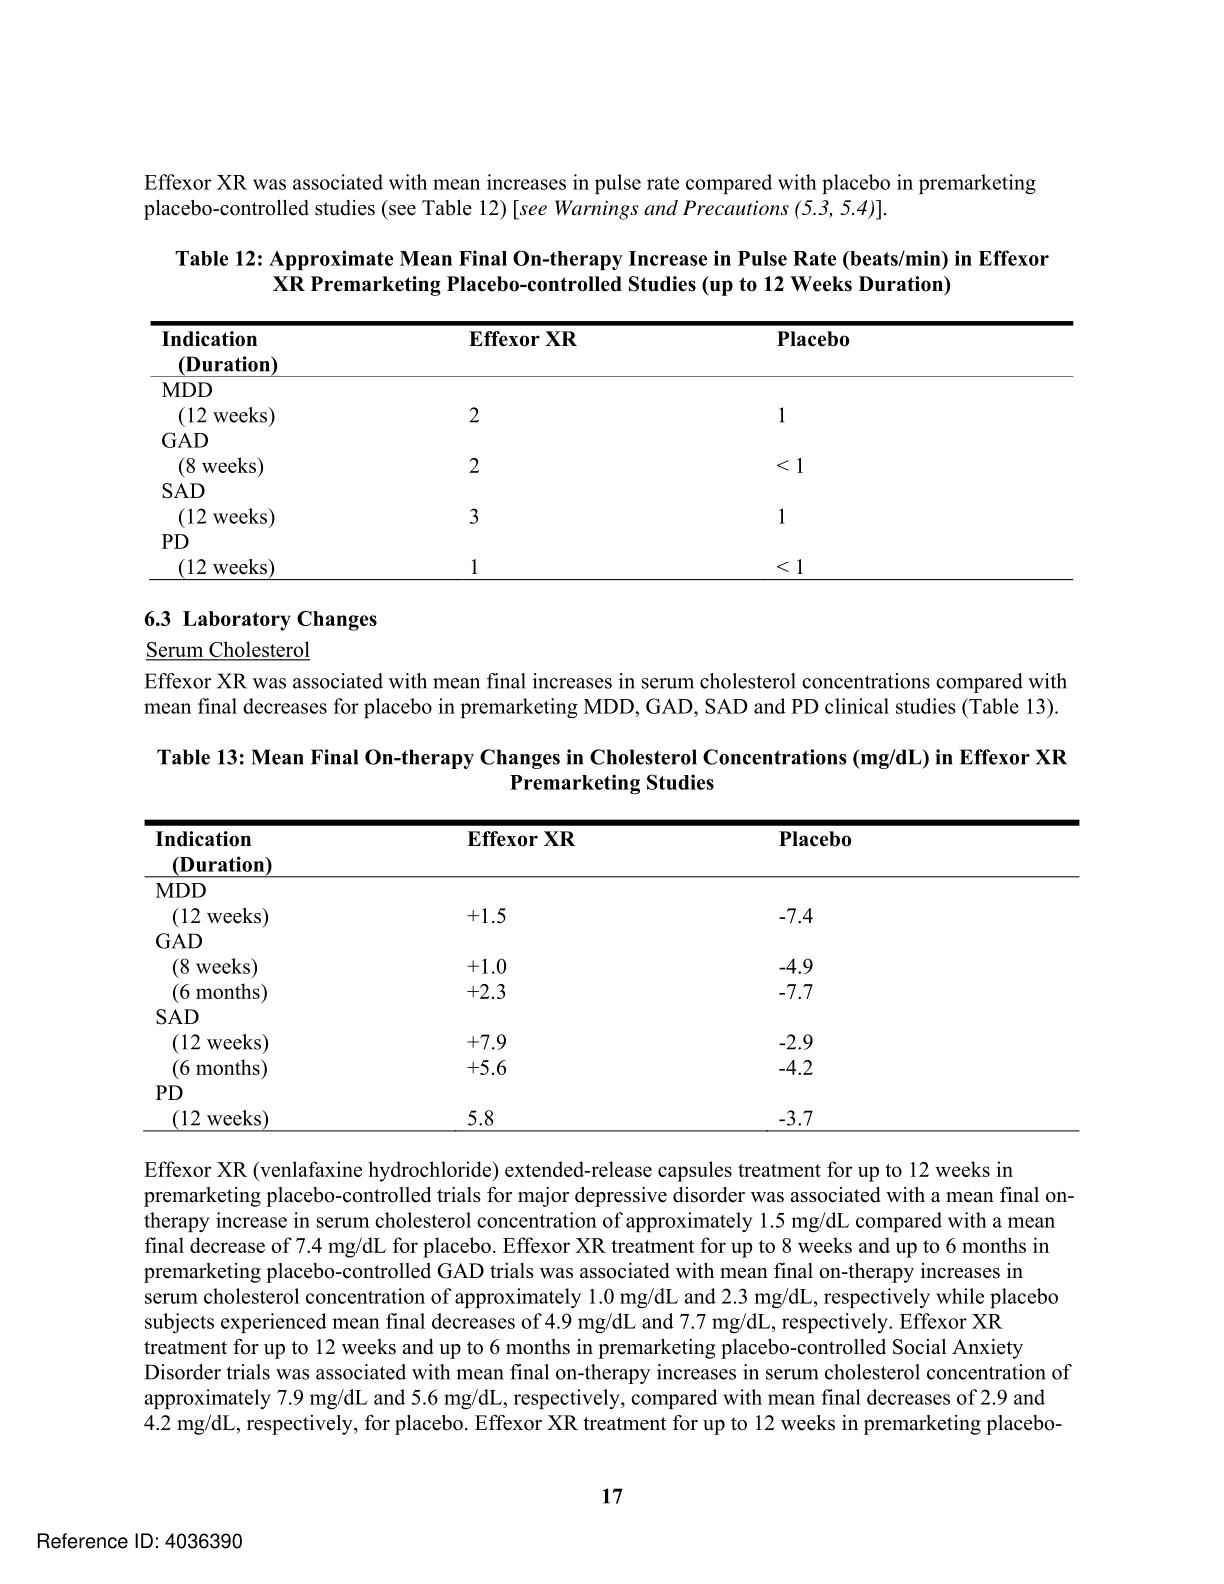 Effexor XR was associated with mean increases in pulse rate compared with placebo in premarketing
placebo-controlled studies (see Table 12) [see Warnings and Precautions (5.3, 5.4)].
Table 12: Approximate Mean Final On-therapy Increase in Pulse Rate (beats/min) in Effexor
XR Premarketing Placebo-controlled Studies (up to 12 Weeks Duration)
Indication Effexor XR Placebo
(Duration)
MDD
(12 weeks) 2 1
GAD
(8 weeks) 2 < 1
SAD
(12 weeks) 3 1
PD
(12 weeks) 1 < 1
6.3 Laboratory Changes
Serum Cholesterol
Effexor XR was associated with mean final increases in serum cholesterol concentrations compared with
mean final decreases for placebo in premarketing MDD, GAD, SAD and PD clinical studies (Table 13).
Table 13: Mean Final On-therapy Changes in Cholesterol Concentrations (mg/dL) in Effexor XR
Premarketing Studies
Indication Effexor XR Placebo
(Duration)
MDD
(12 weeks) +1.5 -7.4
GAD
(8 weeks) +1.0 -4.9
(6 months) +2.3 -7.7
SAD
(12 weeks) +7.9 -2.9
(6 months) +5.6 -4.2
PD
(12 weeks) 5.8 -3.7
Effexor XR (venlafaxine hydrochloride) extended-release capsules treatment for up to 12 weeks in
premarketing placebo-controlled trials for major depressive disorder was associated with a mean final on-
therapy increase in serum cholesterol concentration of approximately 1.5 mg/dL compared with a mean
final decrease of 7.4 mg/dL for placebo. Effexor XR treatment for up to 8 weeks and up to 6 months in
premarketing placebo-controlled GAD trials was associated with mean final on-therapy increases in
serum cholesterol concentration of approximately 1.0 mg/dL and 2.3 mg/dL, respectively while placebo
subjects experienced mean final decreases of 4.9 mg/dL and 7.7 mg/dL, respectively. Effexor XR
treatment for up to 12 weeks and up to 6 months in premarketing placebo-controlled Social Anxiety
Disorder trials was associated with mean final on-therapy increases in serum cholesterol concentration of
approximately 7.9 mg/dL and 5.6 mg/dL, respectively, compared with mean final decreases of 2.9 and
4.2 mg/dL, respectively, for placebo. Effexor XR treatment for up to 12 weeks in premarketing placebo-
17
Reference ID: 4036390